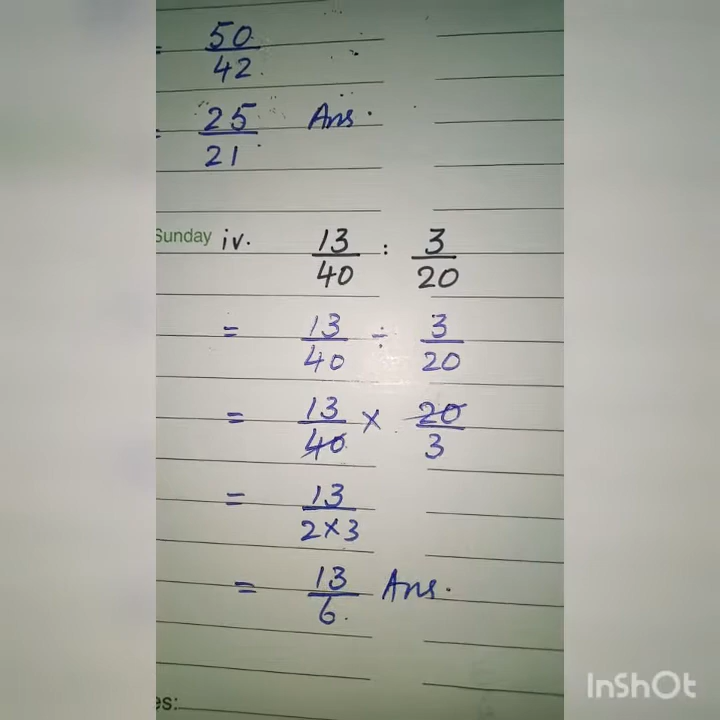 = 50/42
= 25/21 Ans.
Sunday iv. 13/40 : 3/20
= 13/40 ÷ 3/20
= 13/40 × 20/3
= 13/2×3
= 13/6 Ans.
es:
InShOt